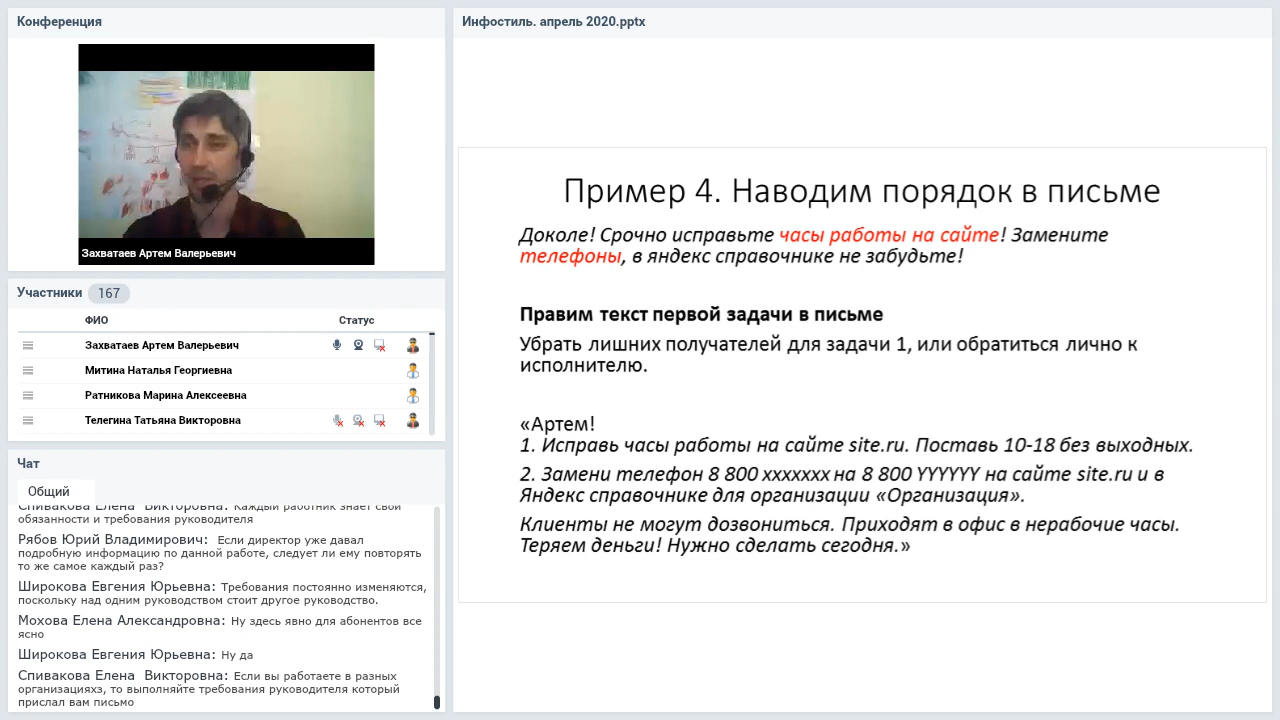 Конференция
Захватаев Артем Валерьевич
Участники 167
ФИО Статус
Захватаев Артем Валерьевич
Митина Наталья Георгиевна
Ратникова Марина Алексеевна
Телегина Татьяна Викторовна
Чат
Общий
Спивакова Елена Викторовна: Каждый работник знает свои
обязанности и требования руководителя
Рябов Юрий Владимирович: Если директор уже давал
подробную информацию по данной работе, следует ли ему повторять
то же самое каждый раз?
Широкова Евгения Юрьевна: Требования постоянно изменяются,
поскольку над одним руководством стоит другое руководство.
Мохова Елена Александровна: Ну здесь явно для абонентов все
ясно
Широкова Евгения Юрьевна: Ну да
Спивакова Елена Викторовна: Если вы работаете в разных
организацияхз, то выполняйте требования руководителя который
прислал вам письмо
Инфостиль. апрель 2020.pptx
Пример 4. Наводим порядок в письме
Доколе! Срочно исправьте часы работы на сайте! Замените
телефоны, в яндекс справочнике не забудьте!
Правим текст первой задачи в письме
Убрать лишних получателей для задачи 1, или обратиться лично к
исполнителю.
«Артем!
1. Исправь часы работы на сайте site.ru. Поставь 10-18 без выходных.
2. Замени телефон 8 800 xxxxxxx на 8 800 YYYYYY на сайте site.ru и в
Яндекс справочнике для организации «Организация».
Клиенты не могут дозвониться. Приходят в офис в нерабочие часы.
Теряем деньги! Нужно сделать сегодня.»